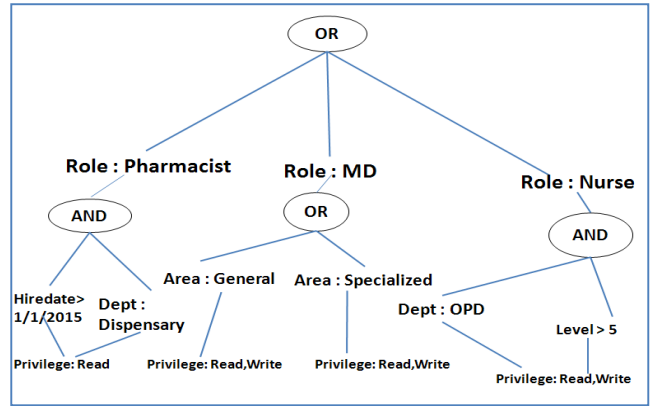 OR
Role : Pharmacist
Role : MD
Role : Nurse
AND
OR
AND
Area : General
Area : Specialized
Hiredate>
1/1/2015
Dept :
Dispensary
Dept : OPD
Level > 5
Privilege: Read
Privilege: Read,Write
Privilege: Read,Write
Privilege: Read,Write